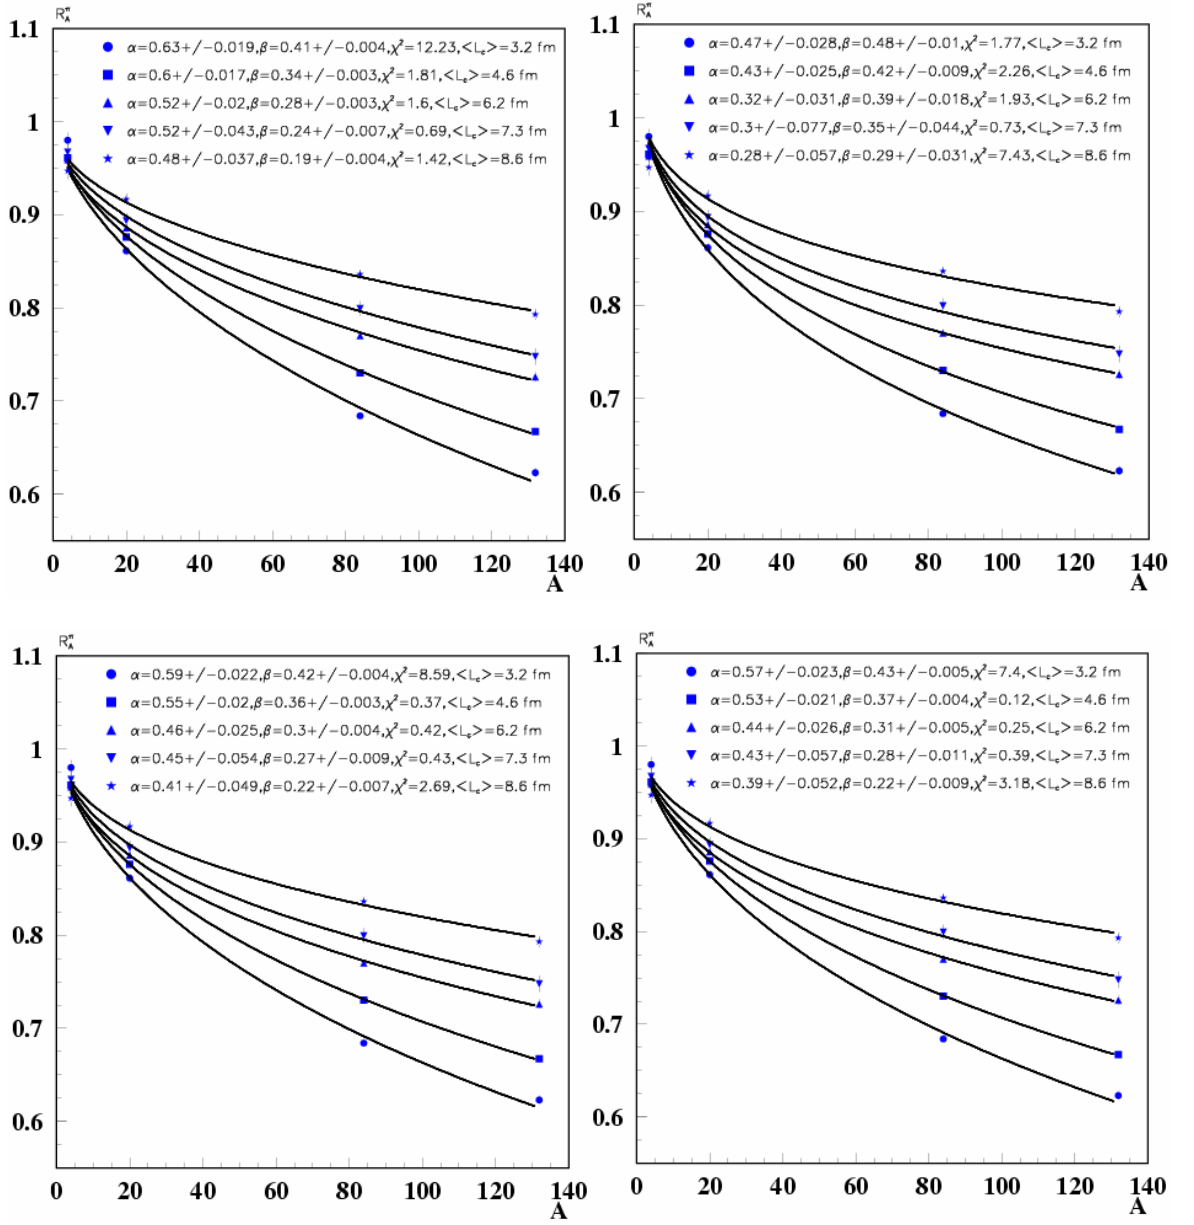 R_A^π
1.1
α=0.63+/−0.019,β=0.41+/−0.004,χ²=12.23,<L_c>=3.2 fm
α=0.6+/−0.017,β=0.34+/−0.003,χ²=1.81,<L_c>=4.6 fm
α=0.52+/−0.02,β=0.28+/−0.003,χ²=1.6,<L_c>=6.2 fm
α=0.52+/−0.043,β=0.24+/−0.007,χ²=0.69,<L_c>=7.3 fm
α=0.48+/−0.037,β=0.19+/−0.004,χ²=1.42,<L_c>=8.6 fm
1
0.9
0.8
0.7
0.6
0 20 40 60 80 100 120 140
A
R_A^π
1.1
α=0.47+/−0.028,β=0.48+/−0.01,χ²=1.77,<L_c>=3.2 fm
α=0.43+/−0.025,β=0.42+/−0.009,χ²=2.26,<L_c>=4.6 fm
α=0.32+/−0.031,β=0.39+/−0.018,χ²=1.93,<L_c>=6.2 fm
α=0.3+/−0.077,β=0.35+/−0.044,χ²=0.73,<L_c>=7.3 fm
α=0.28+/−0.057,β=0.29+/−0.031,χ²=7.43,<L_c>=8.6 fm
1
0.9
0.8
0.7
0.6
0 20 40 60 80 100 120 140
A
R_A^π
1.1
α=0.59+/−0.022,β=0.42+/−0.004,χ²=8.59,<L_c>=3.2 fm
α=0.55+/−0.02,β=0.36+/−0.003,χ²=0.37,<L_c>=4.6 fm
α=0.46+/−0.025,β=0.3+/−0.004,χ²=0.42,<L_c>=6.2 fm
α=0.45+/−0.054,β=0.27+/−0.009,χ²=0.43,<L_c>=7.3 fm
α=0.41+/−0.049,β=0.22+/−0.007,χ²=2.69,<L_c>=8.6 fm
1
0.9
0.8
0.7
0.6
0 20 40 60 80 100 120 140
A
R_A^π
1.1
α=0.57+/−0.023,β=0.43+/−0.005,χ²=7.4,<L_c>=3.2 fm
α=0.53+/−0.021,β=0.37+/−0.004,χ²=0.12,<L_c>=4.6 fm
α=0.44+/−0.026,β=0.31+/−0.005,χ²=0.25,<L_c>=6.2 fm
α=0.43+/−0.057,β=0.28+/−0.011,χ²=0.39,<L_c>=7.3 fm
α=0.39+/−0.052,β=0.22+/−0.009,χ²=3.18,<L_c>=8.6 fm
1
0.9
0.8
0.7
0.6
0 20 40 60 80 100 120 140
A